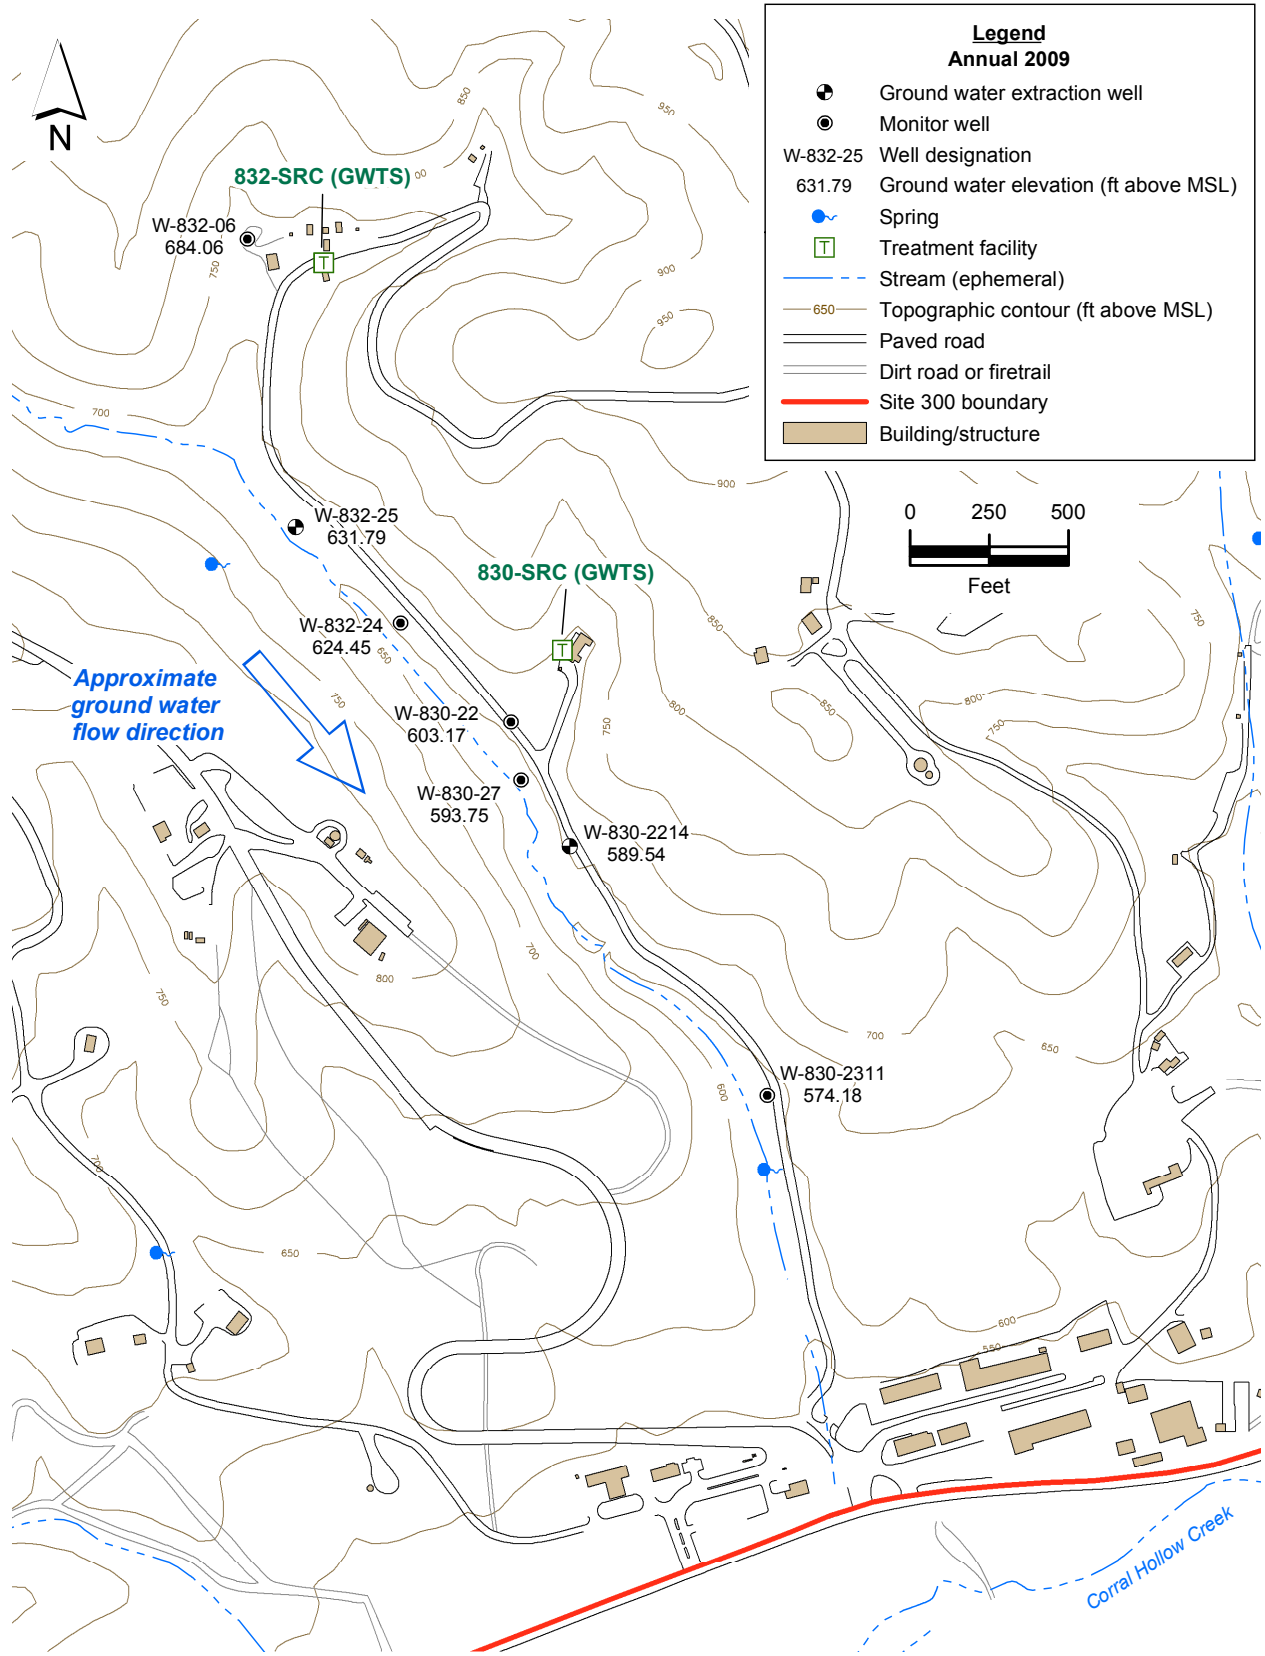 Legend
Annual 2009
Ground water extraction well
Monitor well
W-832-25 Well designation
631.79 Ground water elevation (ft above MSL)
Spring
T Treatment facility
Stream (ephemeral)
650 Topographic contour (ft above MSL)
Paved road
Dirt road or firetrail
Site 300 boundary
Building/structure
N
850
950
832-SRC (GWTS)
00
W-832-06
684.06
T
750
900
950
700
900
0 250 500
Feet
W-832-25
631.79
830-SRC (GWTS)
W-832-24
624.45
650
T
850
750
Approximate
ground water
flow direction
750
800
850
800
750
750
W-830-22
603.17
W-830-27
593.75
W-830-2214
589.54
700
800
750
700
650
W-830-2311
574.18
600
700
650
600
550
Corral Hollow Creek